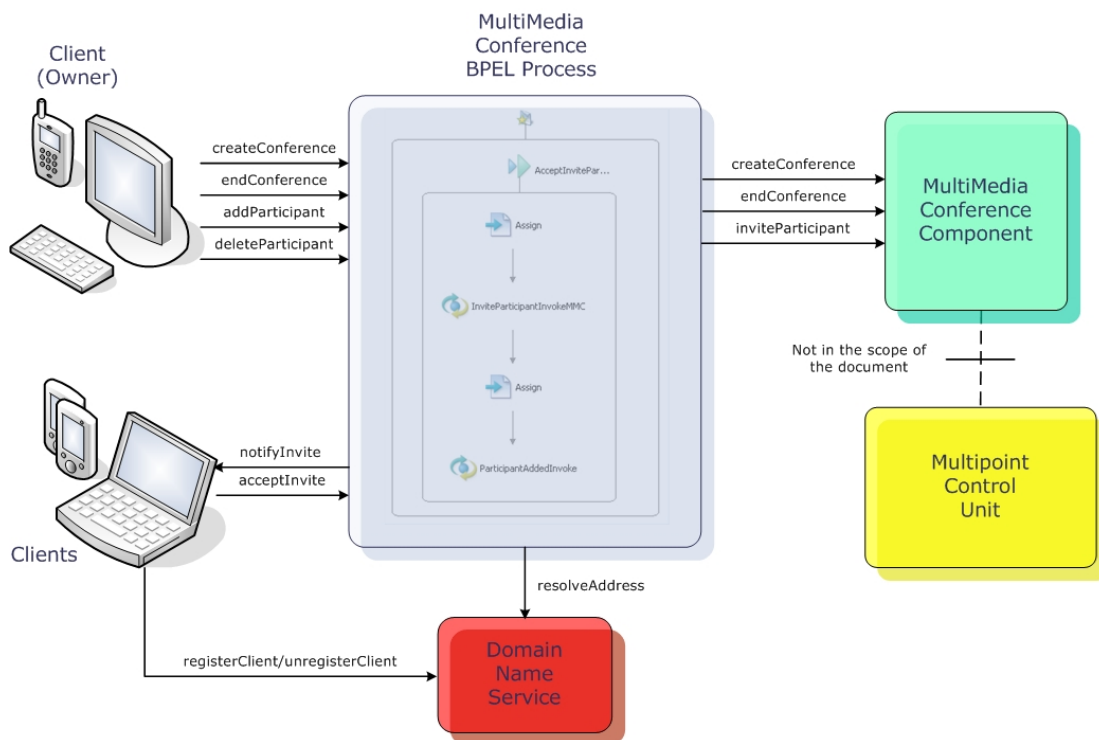 MultiMedia
Conference
BPEL Process
Client
(Owner)
createConference
endConference
addParticipant
deleteParticipant
AcceptInvitePar...
Assign
InviteParticipantInvokeMMC
Assign
ParticipantAddedInvoke
createConference
endConference
inviteParticipant
MultiMedia
Conference
Component
Not in the scope of
the document
Multipoint
Control
Unit
notifyInvite
acceptInvite
Clients
resolveAddress
registerClient/unregisterClient
Domain
Name
Service